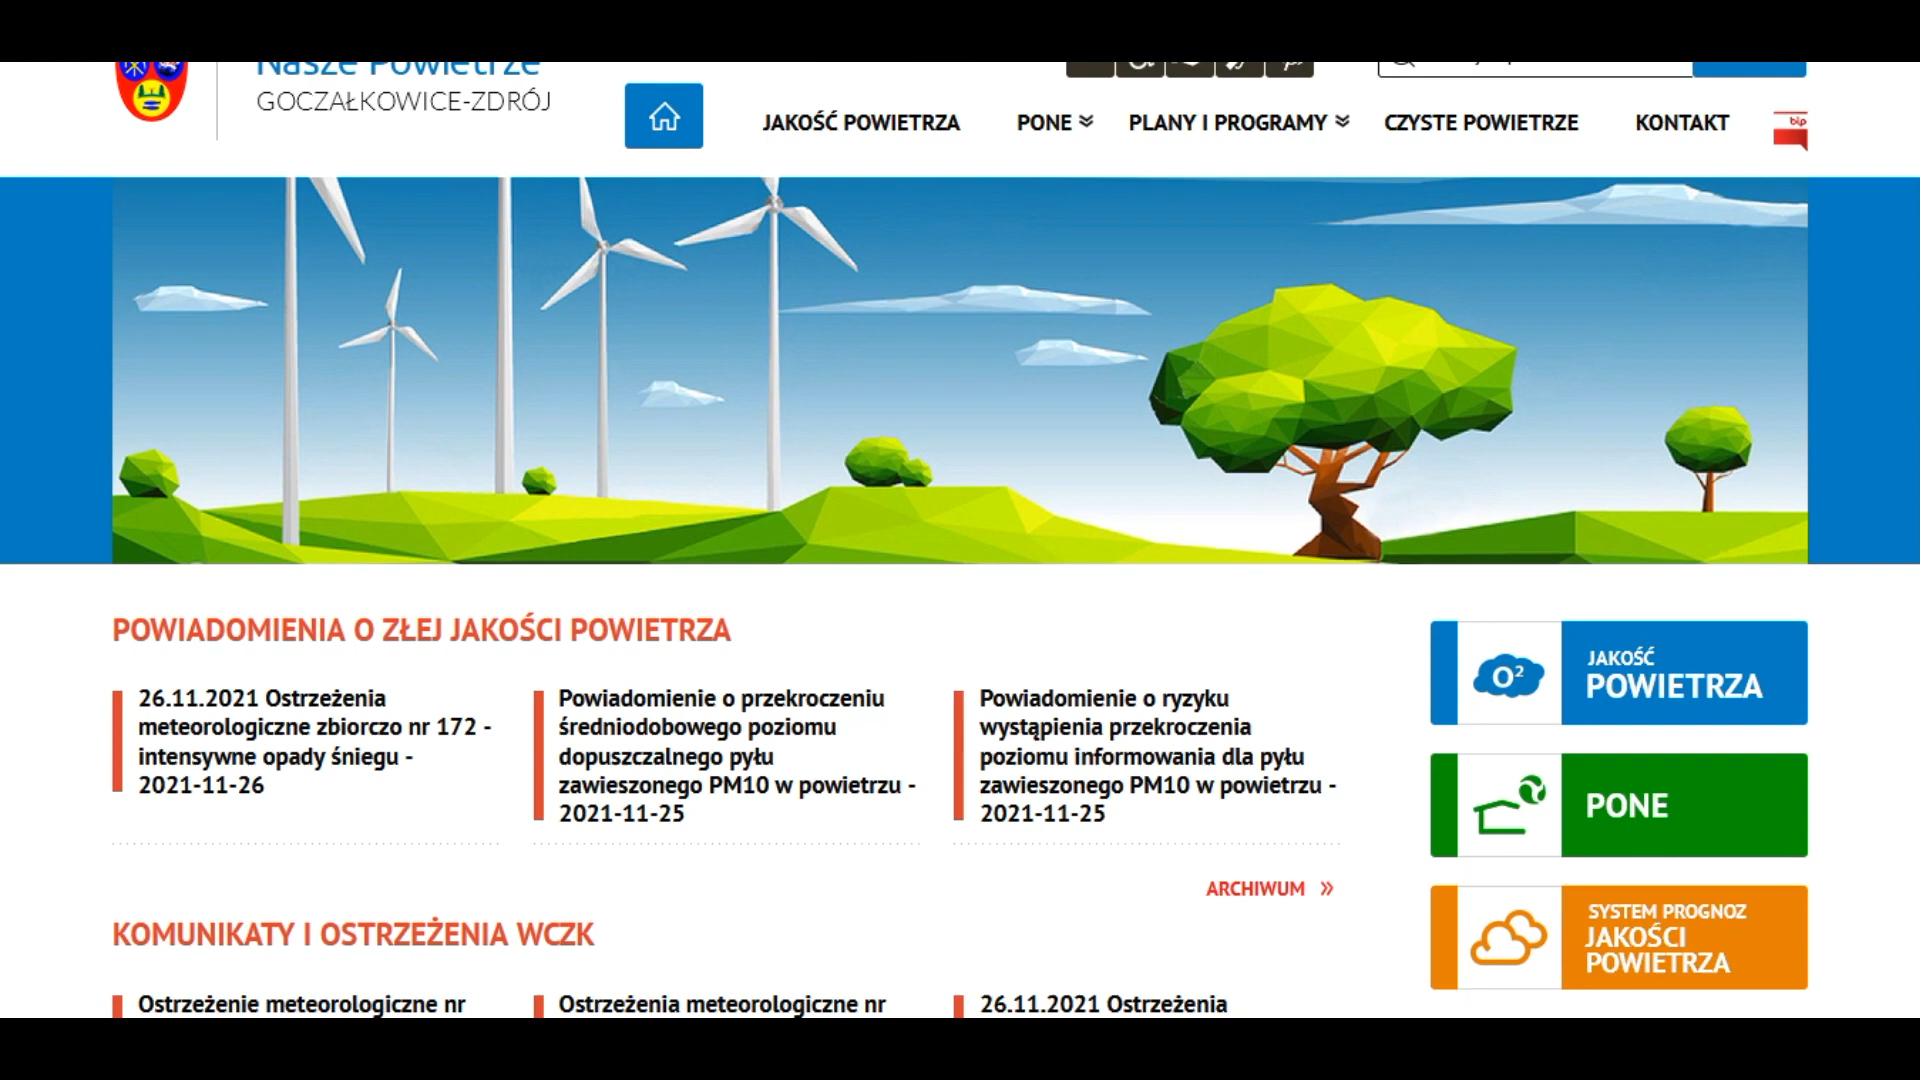 Nasze Powietrze
GOCZAŁKOWICE-ZDRÓJ
JAKOŚĆ POWIETRZA PONE PLANY I PROGRAMY CZYSTE POWIETRZE KONTAKT bip
POWIADOMIENIA O ZŁEJ JAKOŚCI POWIETRZA
26.11.2021 Ostrzeżenia
meteorologiczne zbiorczo nr 172 -
intensywne opady śniegu -
2021-11-26
Powiadomienie o przekroczeniu
średniodobowego poziomu
dopuszczalnego pyłu
zawieszonego PM10 w powietrzu -
2021-11-25
Powiadomienie o ryzyku
wystąpienia przekroczenia
poziomu informowania dla pyłu
zawieszonego PM10 w powietrzu -
2021-11-25
ARCHIWUM »
KOMUNIKATY I OSTRZEŻENIA WCZK
Ostrzeżenie meteorologiczne nr
Ostrzeżenia meteorologiczne nr
26.11.2021 Ostrzeżenia
O²
JAKOŚĆ
POWIETRZA
PONE
SYSTEM PROGNOZ
JAKOŚCI
POWIETRZA